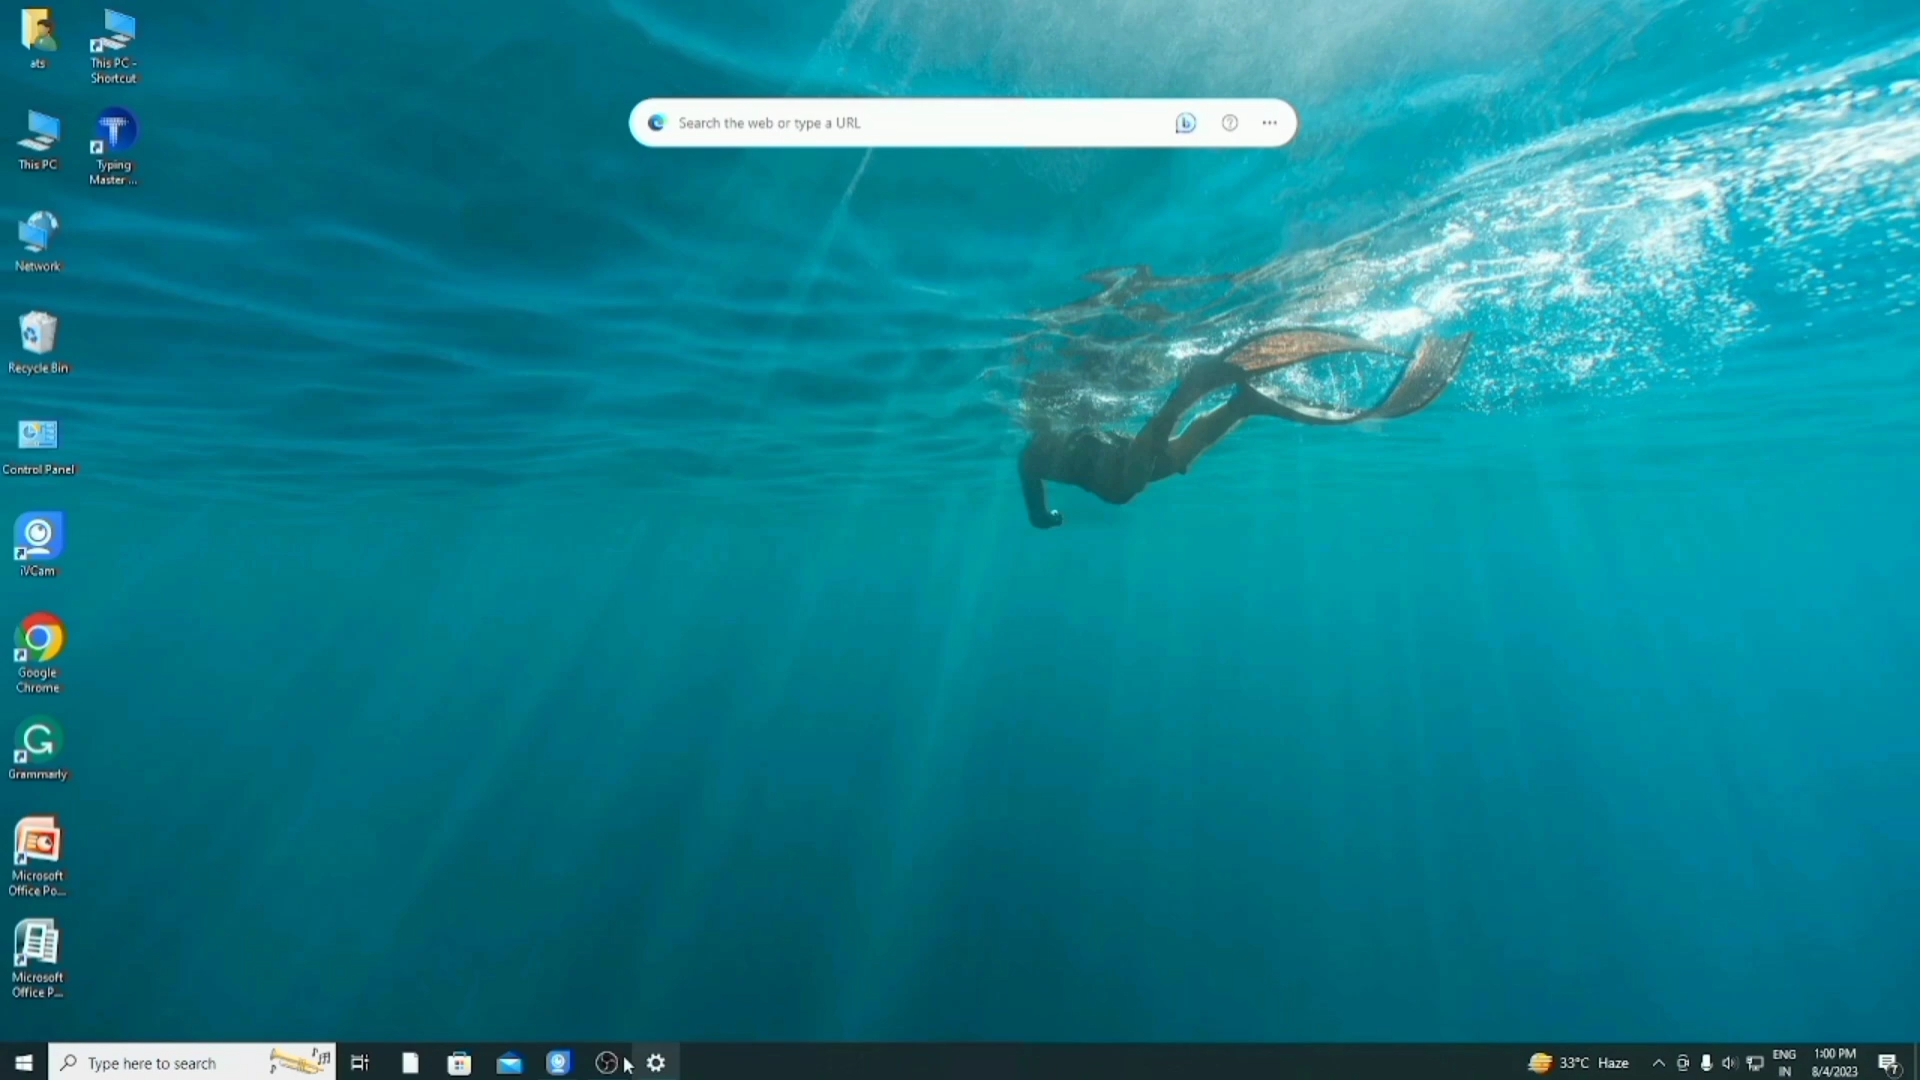 ats
This PC -
Shortcut
This PC
Typing
Master ...
Network
Recycle Bin
Control Panel
iVCam
Google
Chrome
Grammarly
Microsoft
Office Po...
Microsoft
Office P...
Search the web or type a URL
Type here to search
33°C Haze
ENG
IN
1:00 PM
8/4/2023
7